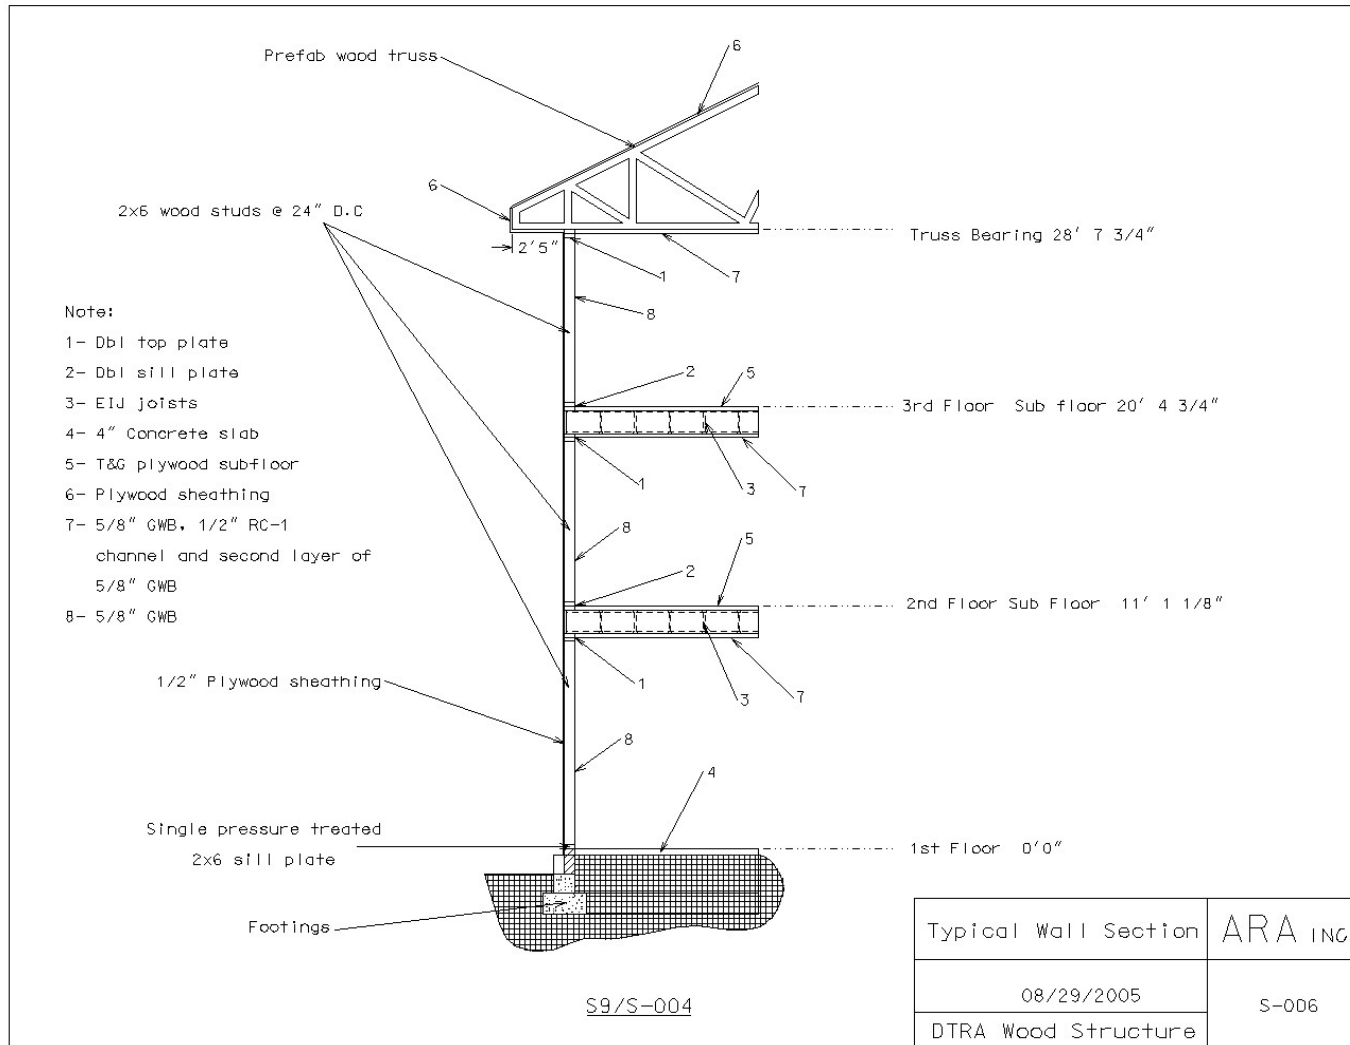 6
Prefab wood truss
6
2x6 wood studs @ 24" O.C
Truss Bearing 28' 7 3/4"
2'5"
1
7
8
Note:
1- Dbl top plate
2- Dbl sill plate
3- EIJ joists
4- 4" Concrete slab
5- T&G plywood subfloor
6- Plywood sheathing
7- 5/8" GWB, 1/2" RC-1
channel and second layer of
5/8" GWB
8- 5/8" GWB
2
5
3rd Floor Sub floor 20' 4 3/4"
1
3
7
8
5
2
2nd Floor Sub Floor 11' 1 1/8"
1
3
7
1/2" Plywood sheathing
8
4
Single pressure treated
2x6 sill plate
1st Floor 0'0"
Footings
S9/S-004
Typical Wall Section
ARA INC
08/29/2005
S-006
DTRA Wood Structure